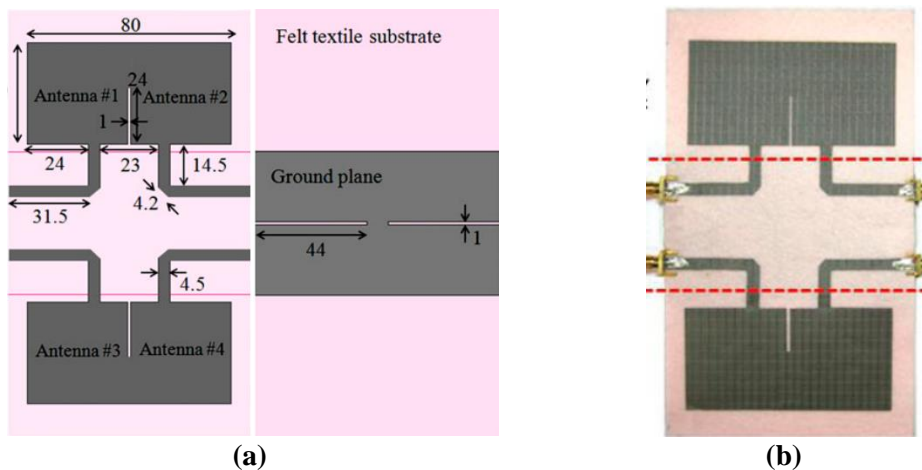 80
Felt textile substrate
24
Antenna #1
Antenna #2
1
24
23
14.5
Ground plane
31.5
4.2
44
1
4.5
Antenna #3
Antenna #4
(a)
(b)